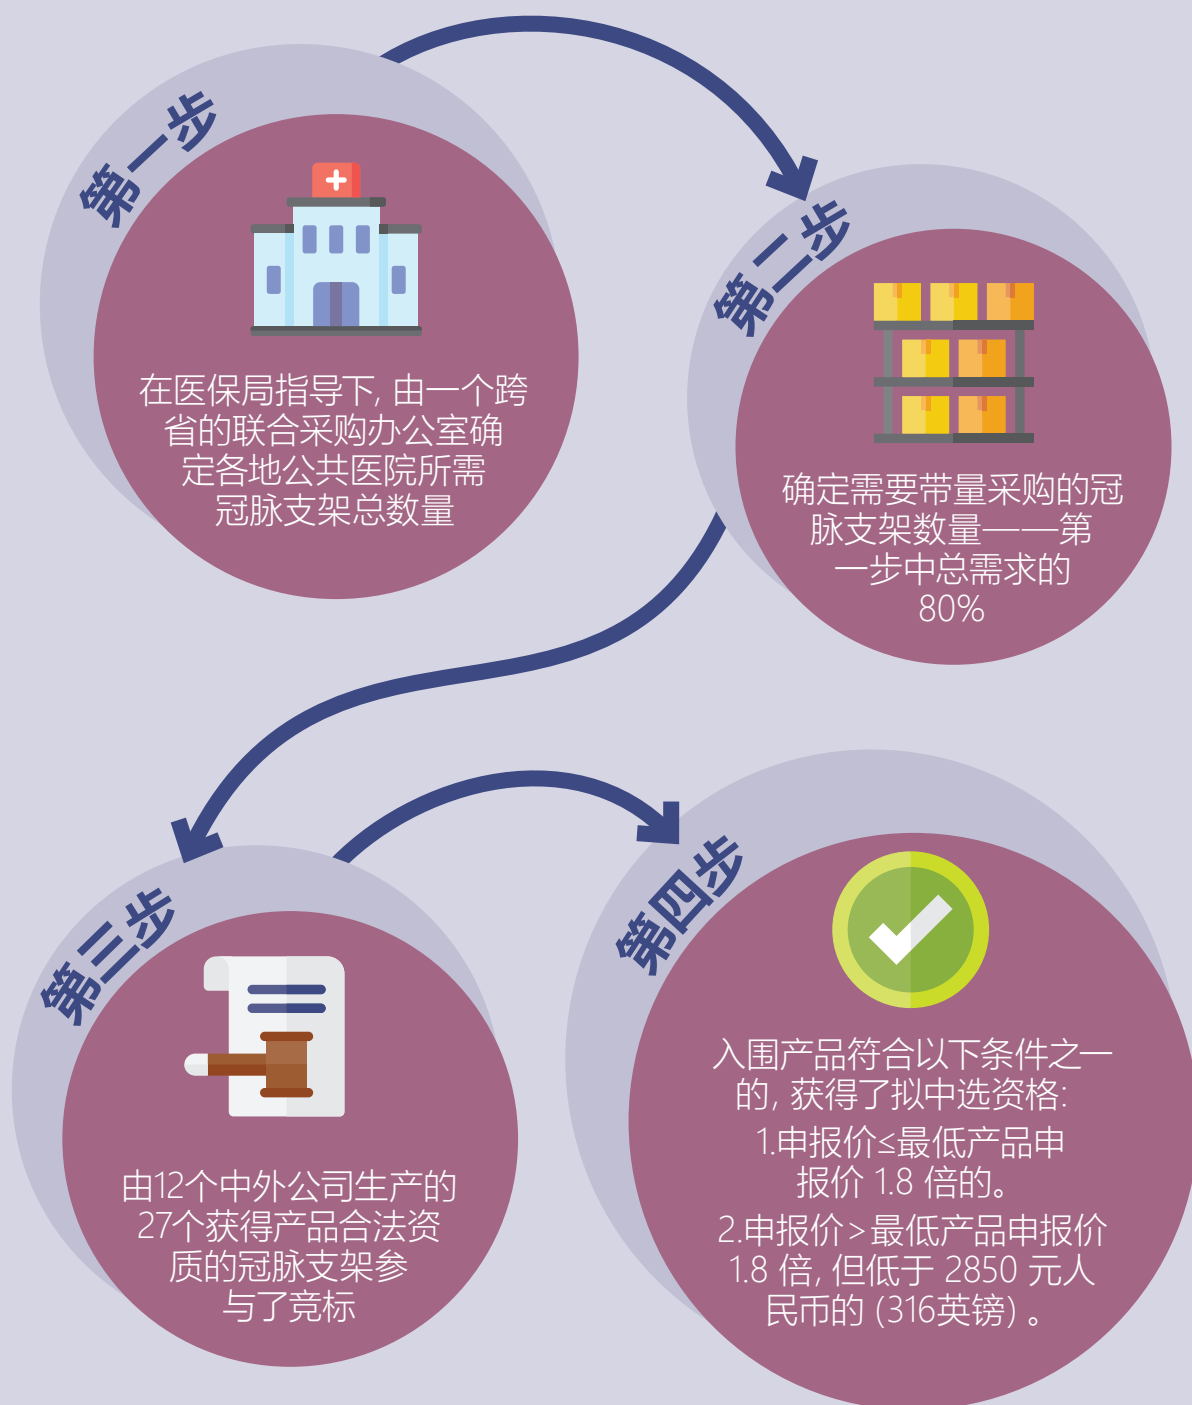 第一步
在医保局指导下, 由一个跨
省的联合采购办公室确
定各地公共医院所需
冠脉支架总数量
第二步
确定需要带量采购的冠
脉支架数量——第
一步中总需求的
80%
第三步
由12个中外公司生产的
27个获得产品合法资
质的冠脉支架参
与了竞标
第四步
入围产品符合以下条件之一
的, 获得了拟中选资格:
1.申报价≤最低产品申
报价 1.8 倍的。
2.申报价>最低产品申报价
1.8 倍, 但低于 2850 元人
民币的 (316英镑) 。